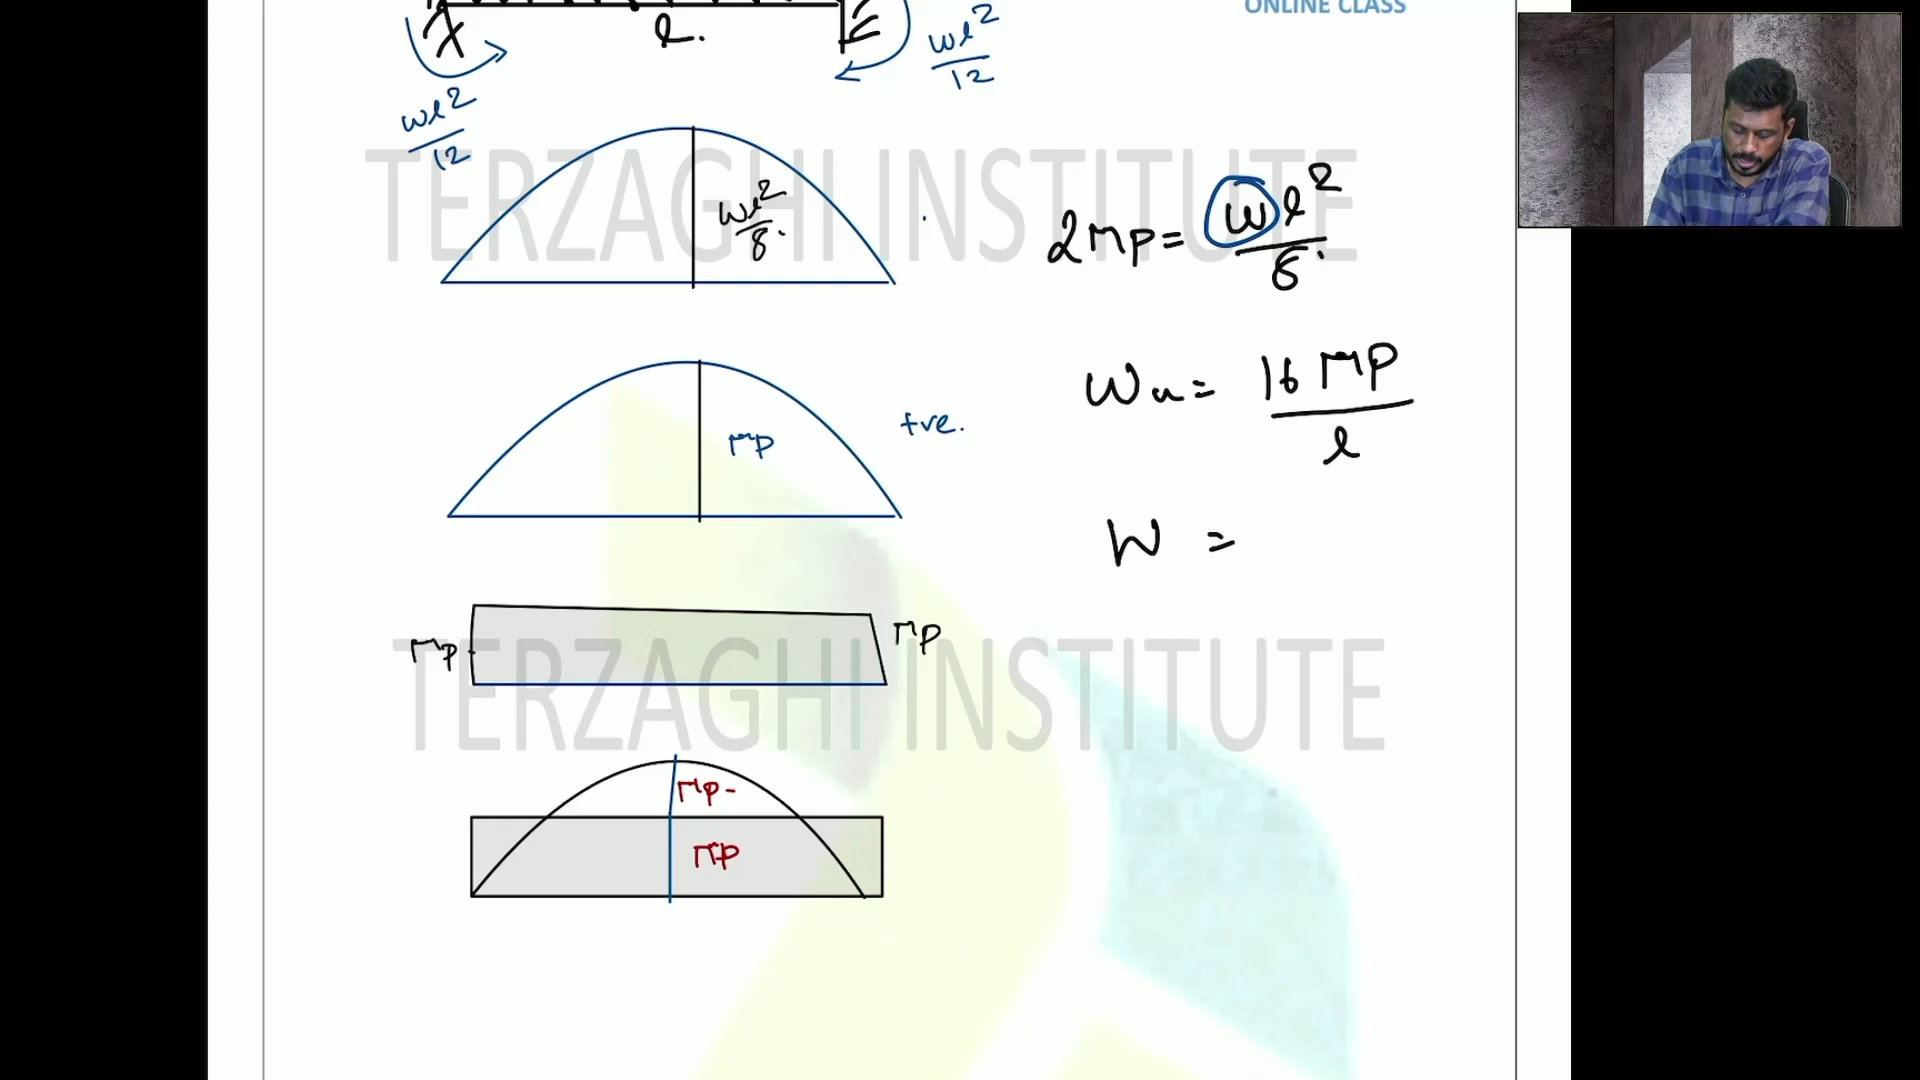 ONLINE CLASS
l.
wl²/12
wl²/12
TERZAGHI INSTITUTE
wl²/8.
2MP = wl²/8.
+ve.
MP
Wu = 16 MP/l
W =
MP
MP
TERZAGHI INSTITUTE
MP-
MP